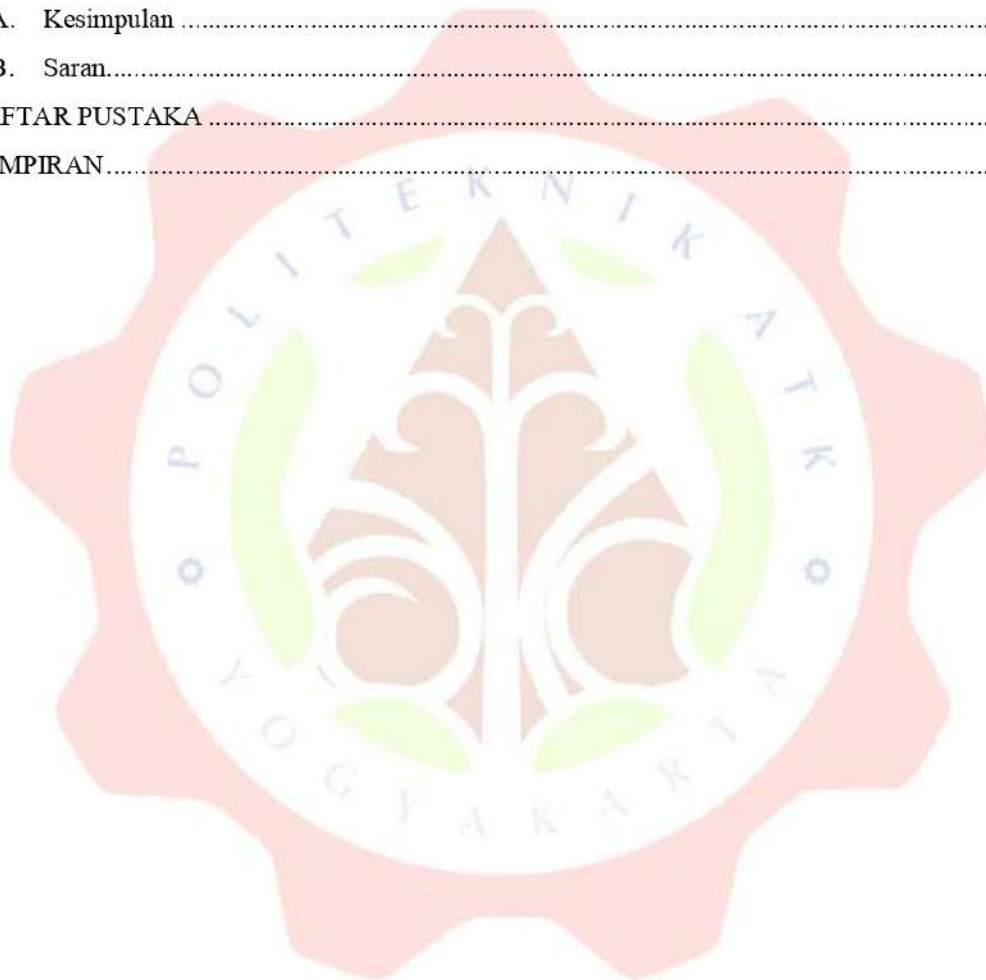 A. Kesimpulan ........................................................................
B. Saran........................................................................
FTAR PUSTAKA ........................................................................
MPIRAN........................................................................
POLITEKNIK ATK
YOGYAKARTA